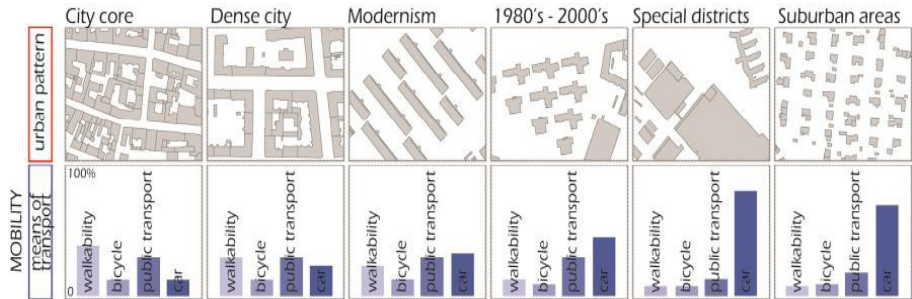 City core
Dense city
Modernism
1980's - 2000's
Special districts
Suburban areas
urban pattern
MOBILITY
means of
transport
100%
0
walkability
bicycle
public transport
car
walkability
bicycle
public transport
car
walkability
bicycle
public transport
car
walkability
bicycle
public transport
car
walkability
bicycle
public transport
car
walkability
bicycle
public transport
car